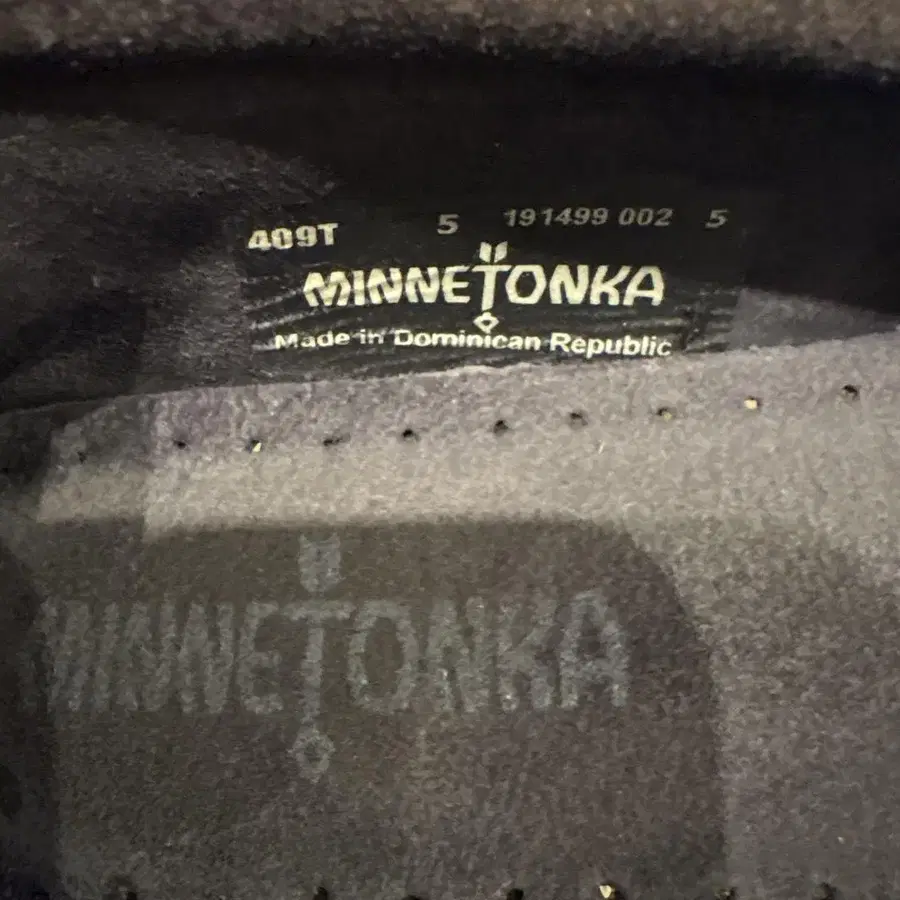 409T 5 191499 002 5
MINNETONKA
Made in Dominican Republic
MINNETONKA